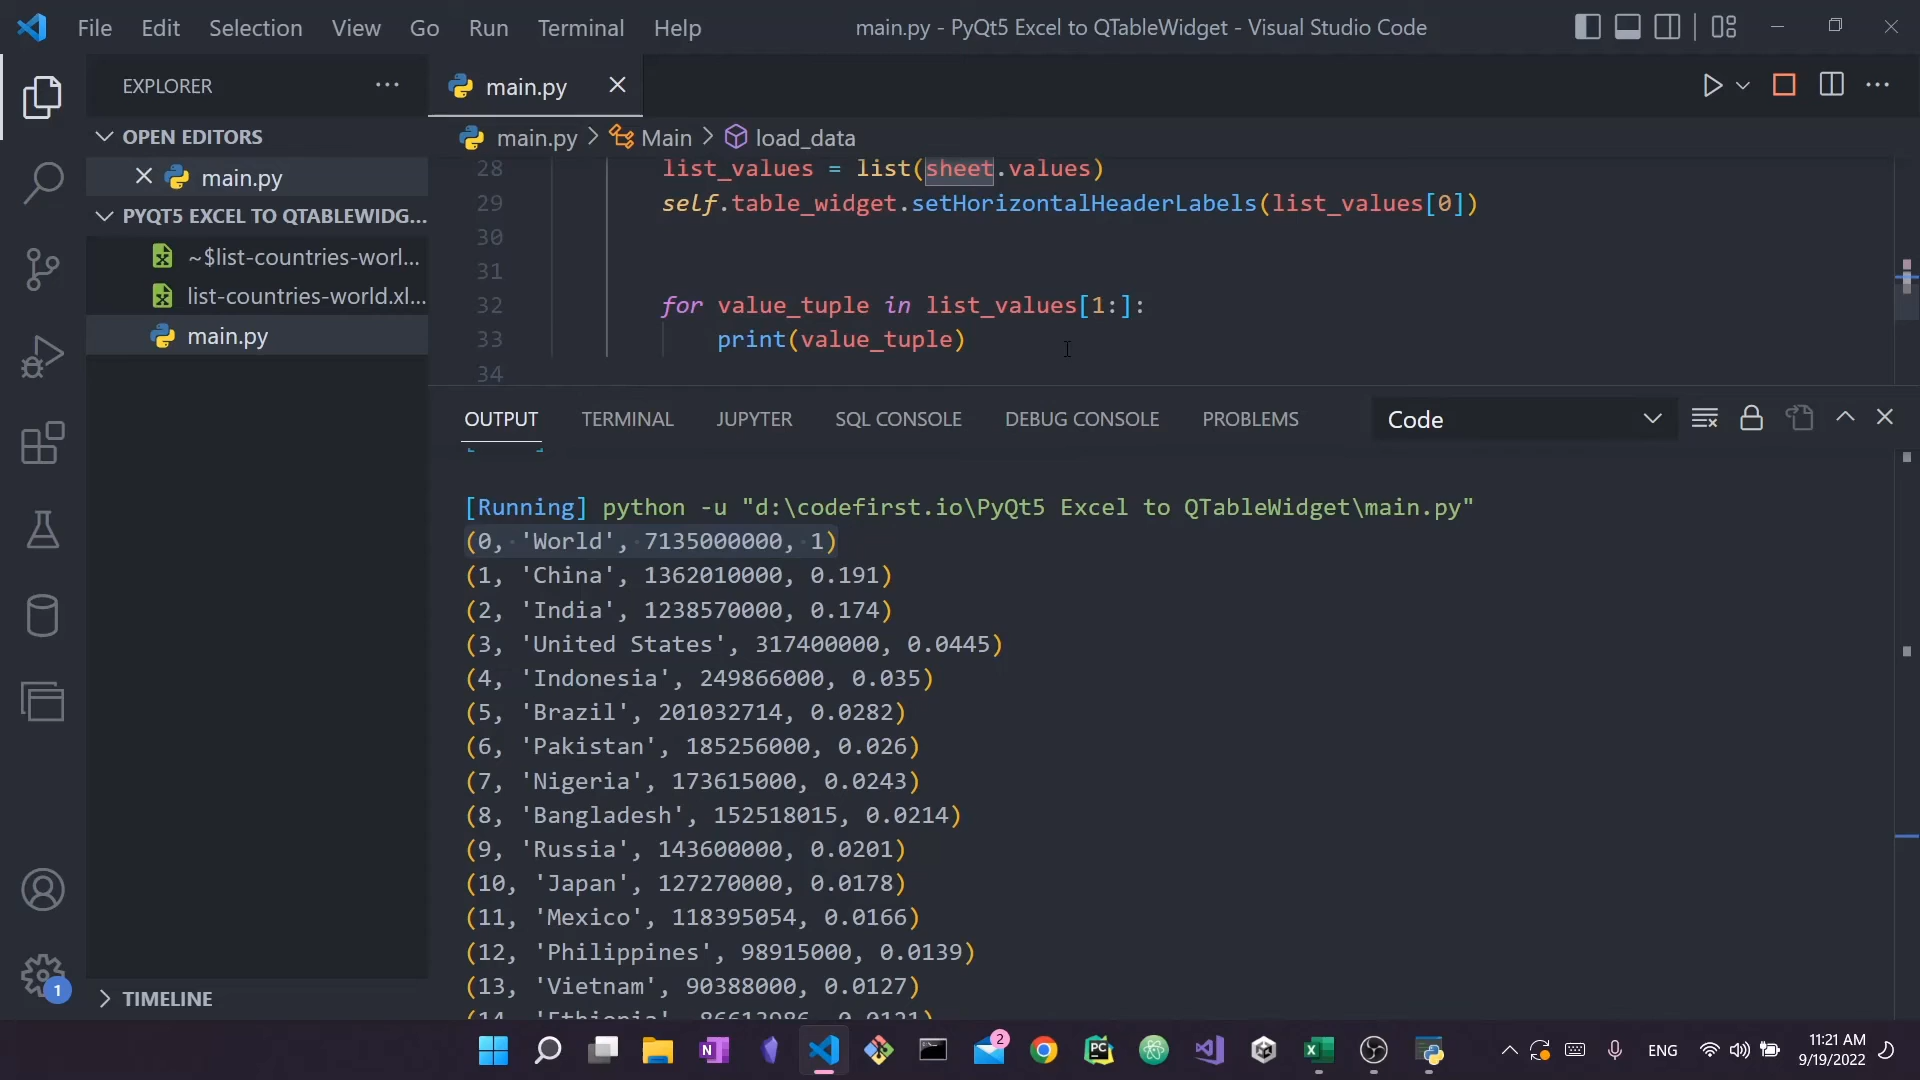 File Edit Selection View Go Run Terminal Help
main.py - PyQt5 Excel to QTableWidget - Visual Studio Code
EXPLORER
OPEN EDITORS
main.py
PYQT5 EXCEL TO QTABLEWIDG...
~$list-countries-worl...
list-countries-world.xl...
main.py
TIMELINE
1
main.py
main.py > Main > load_data
28 list_values = list(sheet.values)
29 self.table_widget.setHorizontalHeaderLabels(list_values[0])
30
31
32 for value_tuple in list_values[1:]:
33 print(value_tuple)
34
OUTPUT TERMINAL JUPYTER SQL CONSOLE DEBUG CONSOLE PROBLEMS
Code
[Running] python -u "d:\codefirst.io\PyQt5 Excel to QTableWidget\main.py"
(0, 'World', 7135000000, 1)
(1, 'China', 1362010000, 0.191)
(2, 'India', 1238570000, 0.174)
(3, 'United States', 317400000, 0.0445)
(4, 'Indonesia', 249866000, 0.035)
(5, 'Brazil', 201032714, 0.0282)
(6, 'Pakistan', 185256000, 0.026)
(7, 'Nigeria', 173615000, 0.0243)
(8, 'Bangladesh', 152518015, 0.0214)
(9, 'Russia', 143600000, 0.0201)
(10, 'Japan', 127270000, 0.0178)
(11, 'Mexico', 118395054, 0.0166)
(12, 'Philippines', 98915000, 0.0139)
(13, 'Vietnam', 90388000, 0.0127)
(14, 'Ethiopia', 86613986, 0.0121)
2
ENG
11:21 AM
9/19/2022